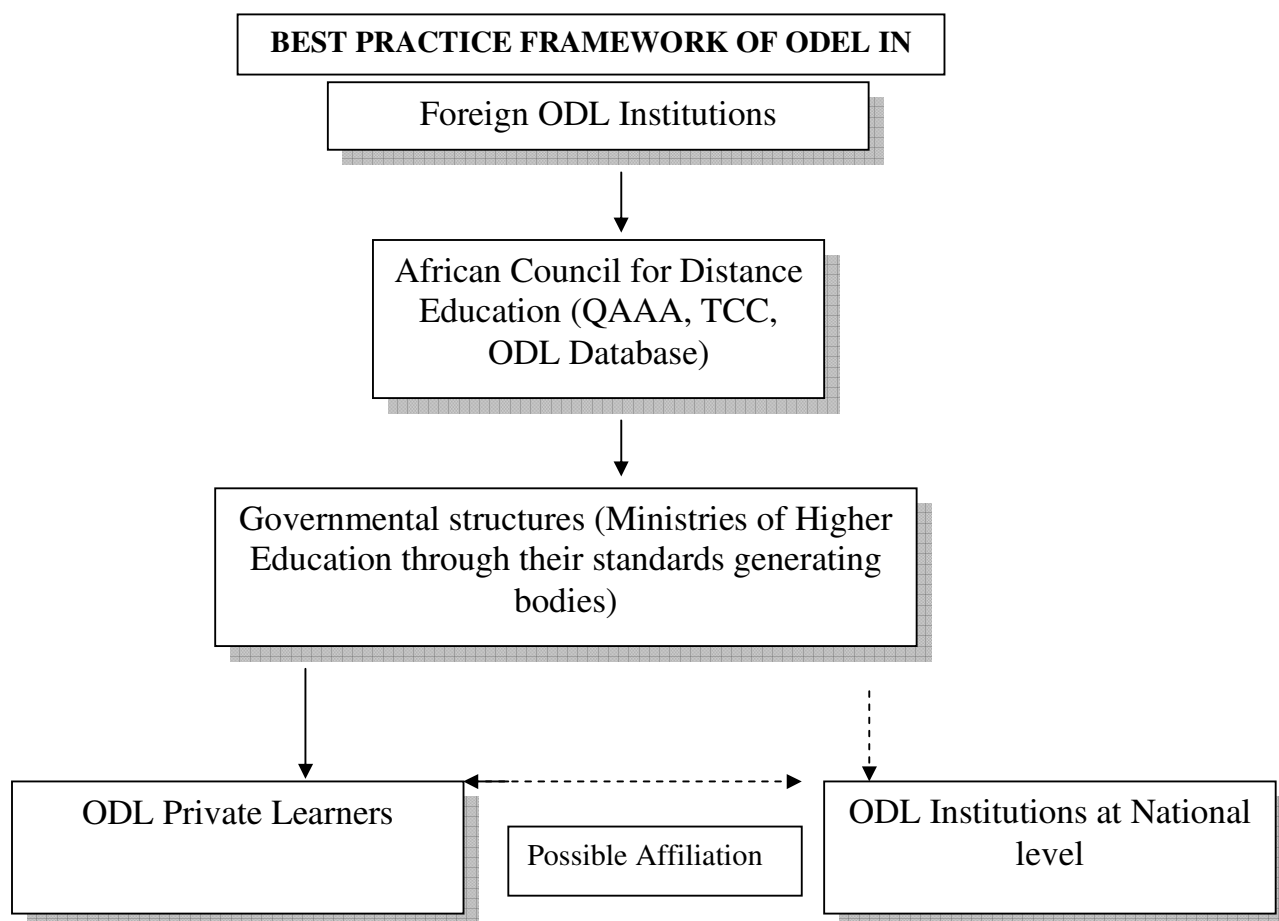 BEST PRACTICE FRAMEWORK OF ODEL IN
Foreign ODL Institutions
African Council for Distance
Education (QAAA, TCC,
ODL Database)
Governmental structures (Ministries of Higher
Education through their standards generating
bodies)
ODL Private Learners
Possible Affiliation
ODL Institutions at National
level